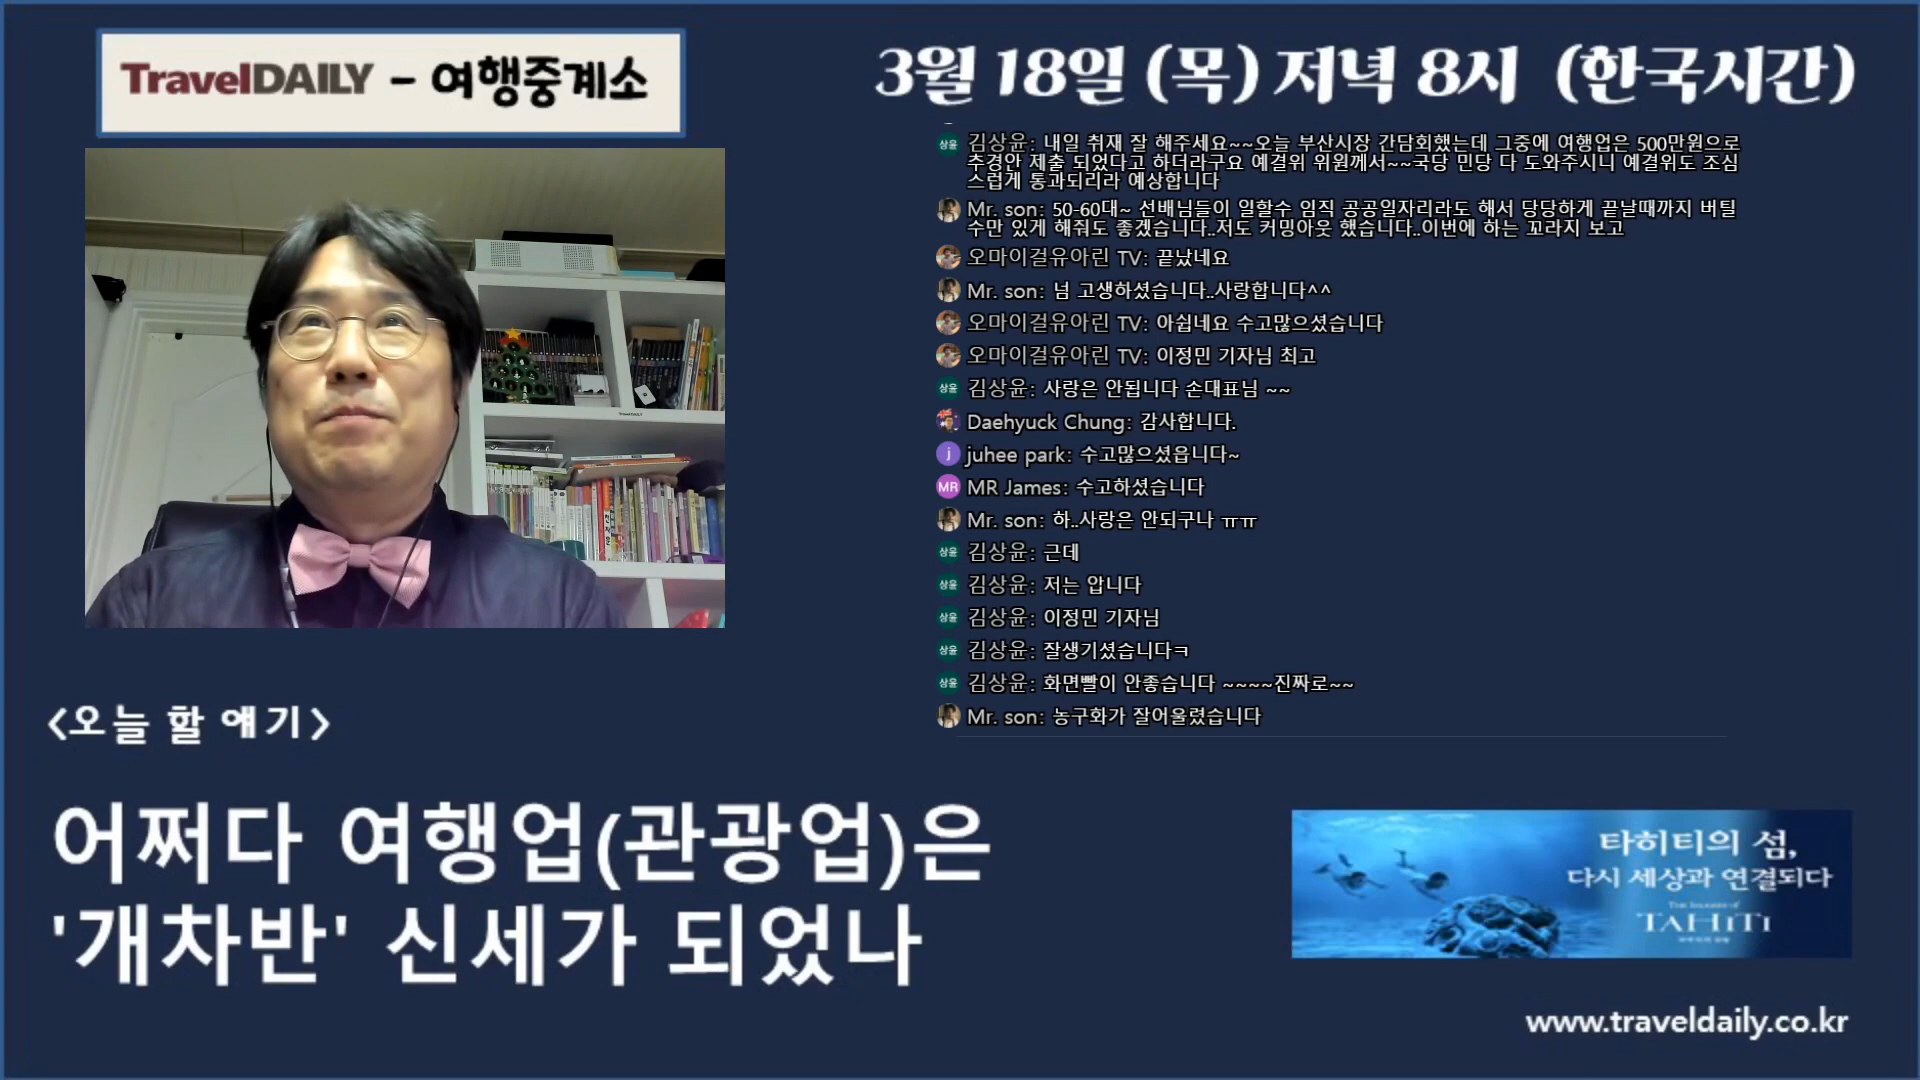 TravelDAILY - 여행중계소
3월 18일 (목) 저녁 8시 (한국시간)
상윤 김상윤: 내일 취재 잘 해주세요~~오늘 부산시장 간담회했는데 그중에 여행업은 500만원으로
추경안 제출 되었다고 하더라구요 예결위 위원께서~~국당 민당 다 도와주시니 예결위도 조심
스럽게 통과되리라 예상합니다
Mr. son: 50-60대~ 선배님들이 일할수 임직 공공일자리라도 해서 당당하게 끝날때까지 버틸
수만 있게 해줘도 좋겠습니다..저도 커밍아웃 했습니다..이번에 하는 꼬라지 보고
오마이걸유아린 TV: 끝났네요
Mr. son: 넘 고생하셨습니다..사랑합니다^^
오마이걸유아린 TV: 아쉽네요 수고많으셨습니다
오마이걸유아린 TV: 이정민 기자님 최고
상윤 김상윤: 사랑은 안됩니다 손대표님 ~~
Daehyuck Chung: 감사합니다.
j juhee park: 수고많으셨읍니다~
MR MR James: 수고하셨습니다
Mr. son: 하..사랑은 안되구나 ㅠㅠ
상윤 김상윤: 근데
상윤 김상윤: 저는 압니다
상윤 김상윤: 이정민 기자님
상윤 김상윤: 잘생기셨습니다ㅋ
상윤 김상윤: 화면빨이 안좋습니다 ~~~~진짜로~~
Mr. son: 농구화가 잘어울렸습니다
<오늘 할 얘기>
어쩌다 여행업(관광업)은
'개차반' 신세가 되었나
타히티의 섬,
다시 세상과 연결되다
THE ISLANDS OF
TAHITI
www.traveldaily.co.kr